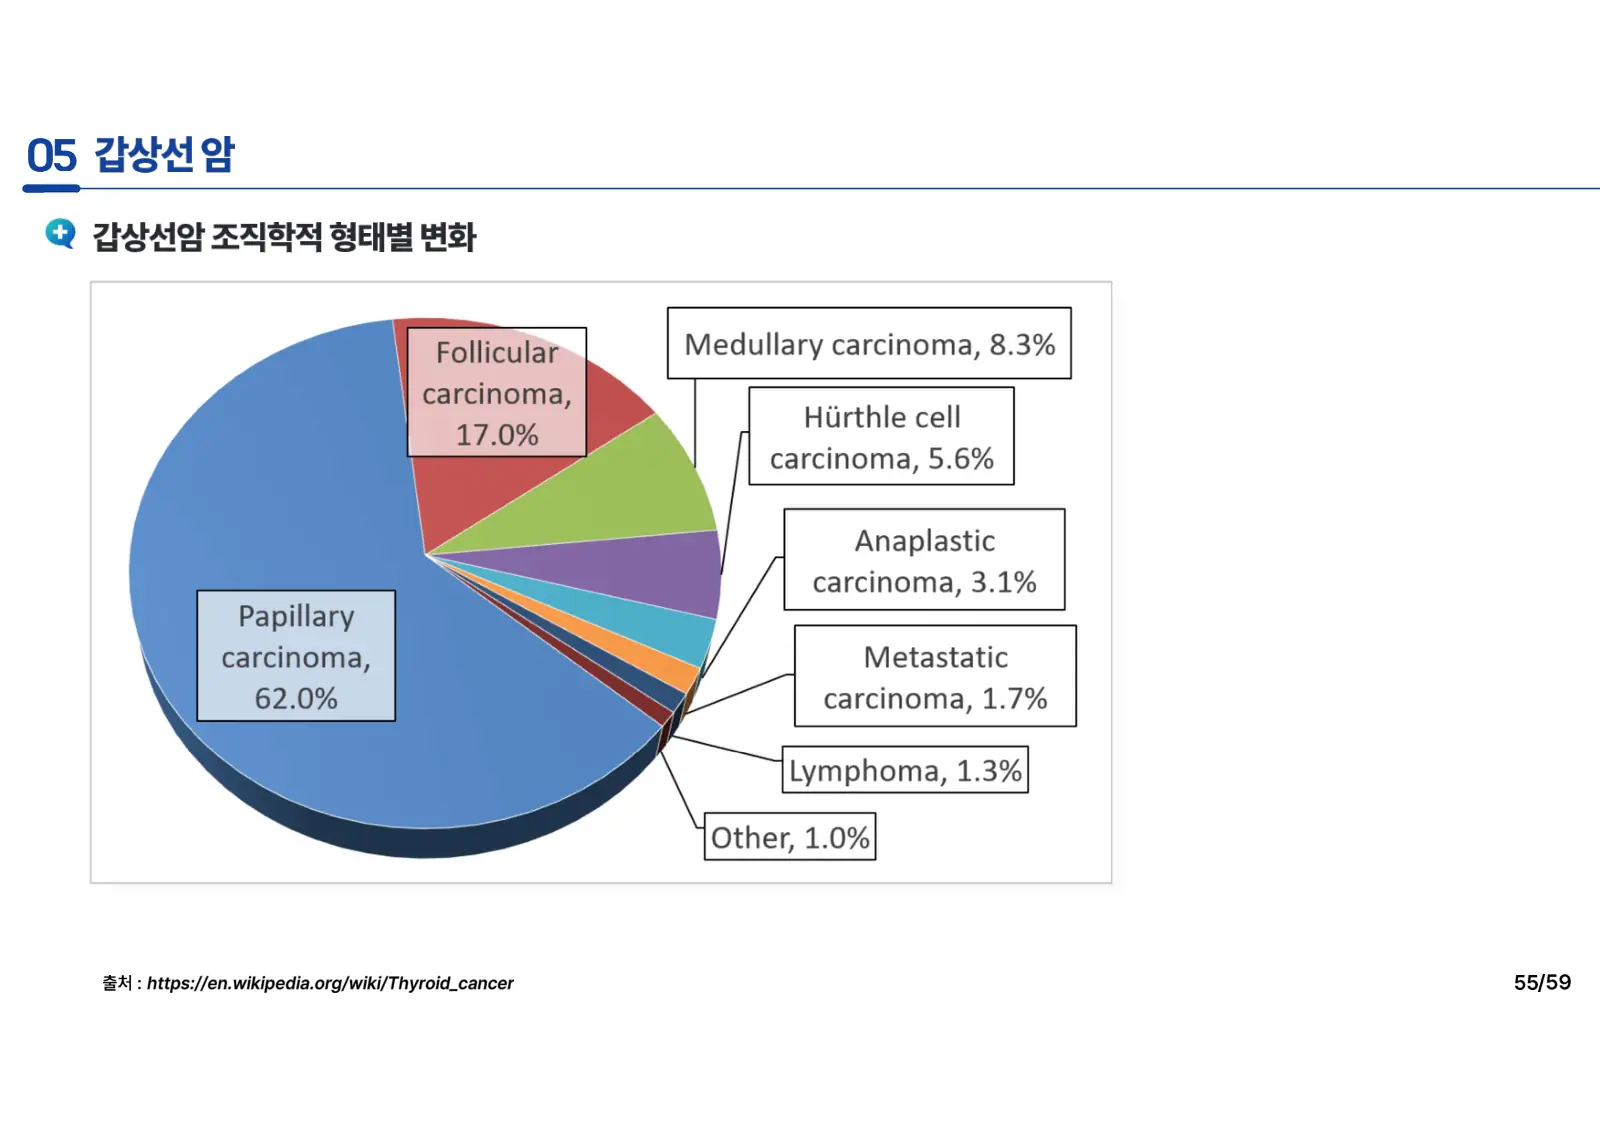 05 갑상선 암
갑상선암 조직학적 형태별 변화
Follicular
carcinoma,
17.0%
Medullary carcinoma, 8.3%
Hürthle cell
carcinoma, 5.6%
Anaplastic
carcinoma, 3.1%
Papillary
carcinoma,
62.0%
Metastatic
carcinoma, 1.7%
Lymphoma, 1.3%
Other, 1.0%
출처 : https://en.wikipedia.org/wiki/Thyroid_cancer
55/59